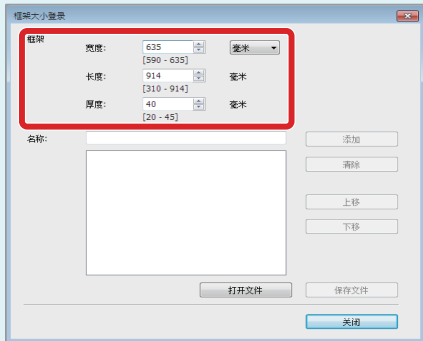 框架大小登录
框架
宽度: 635 毫米
[590 - 635]
长度: 914 毫米
[310 - 914]
厚度: 40 毫米
[20 - 45]
名称: 添加
清除
上移
下移
打开文件 保存文件
关闭